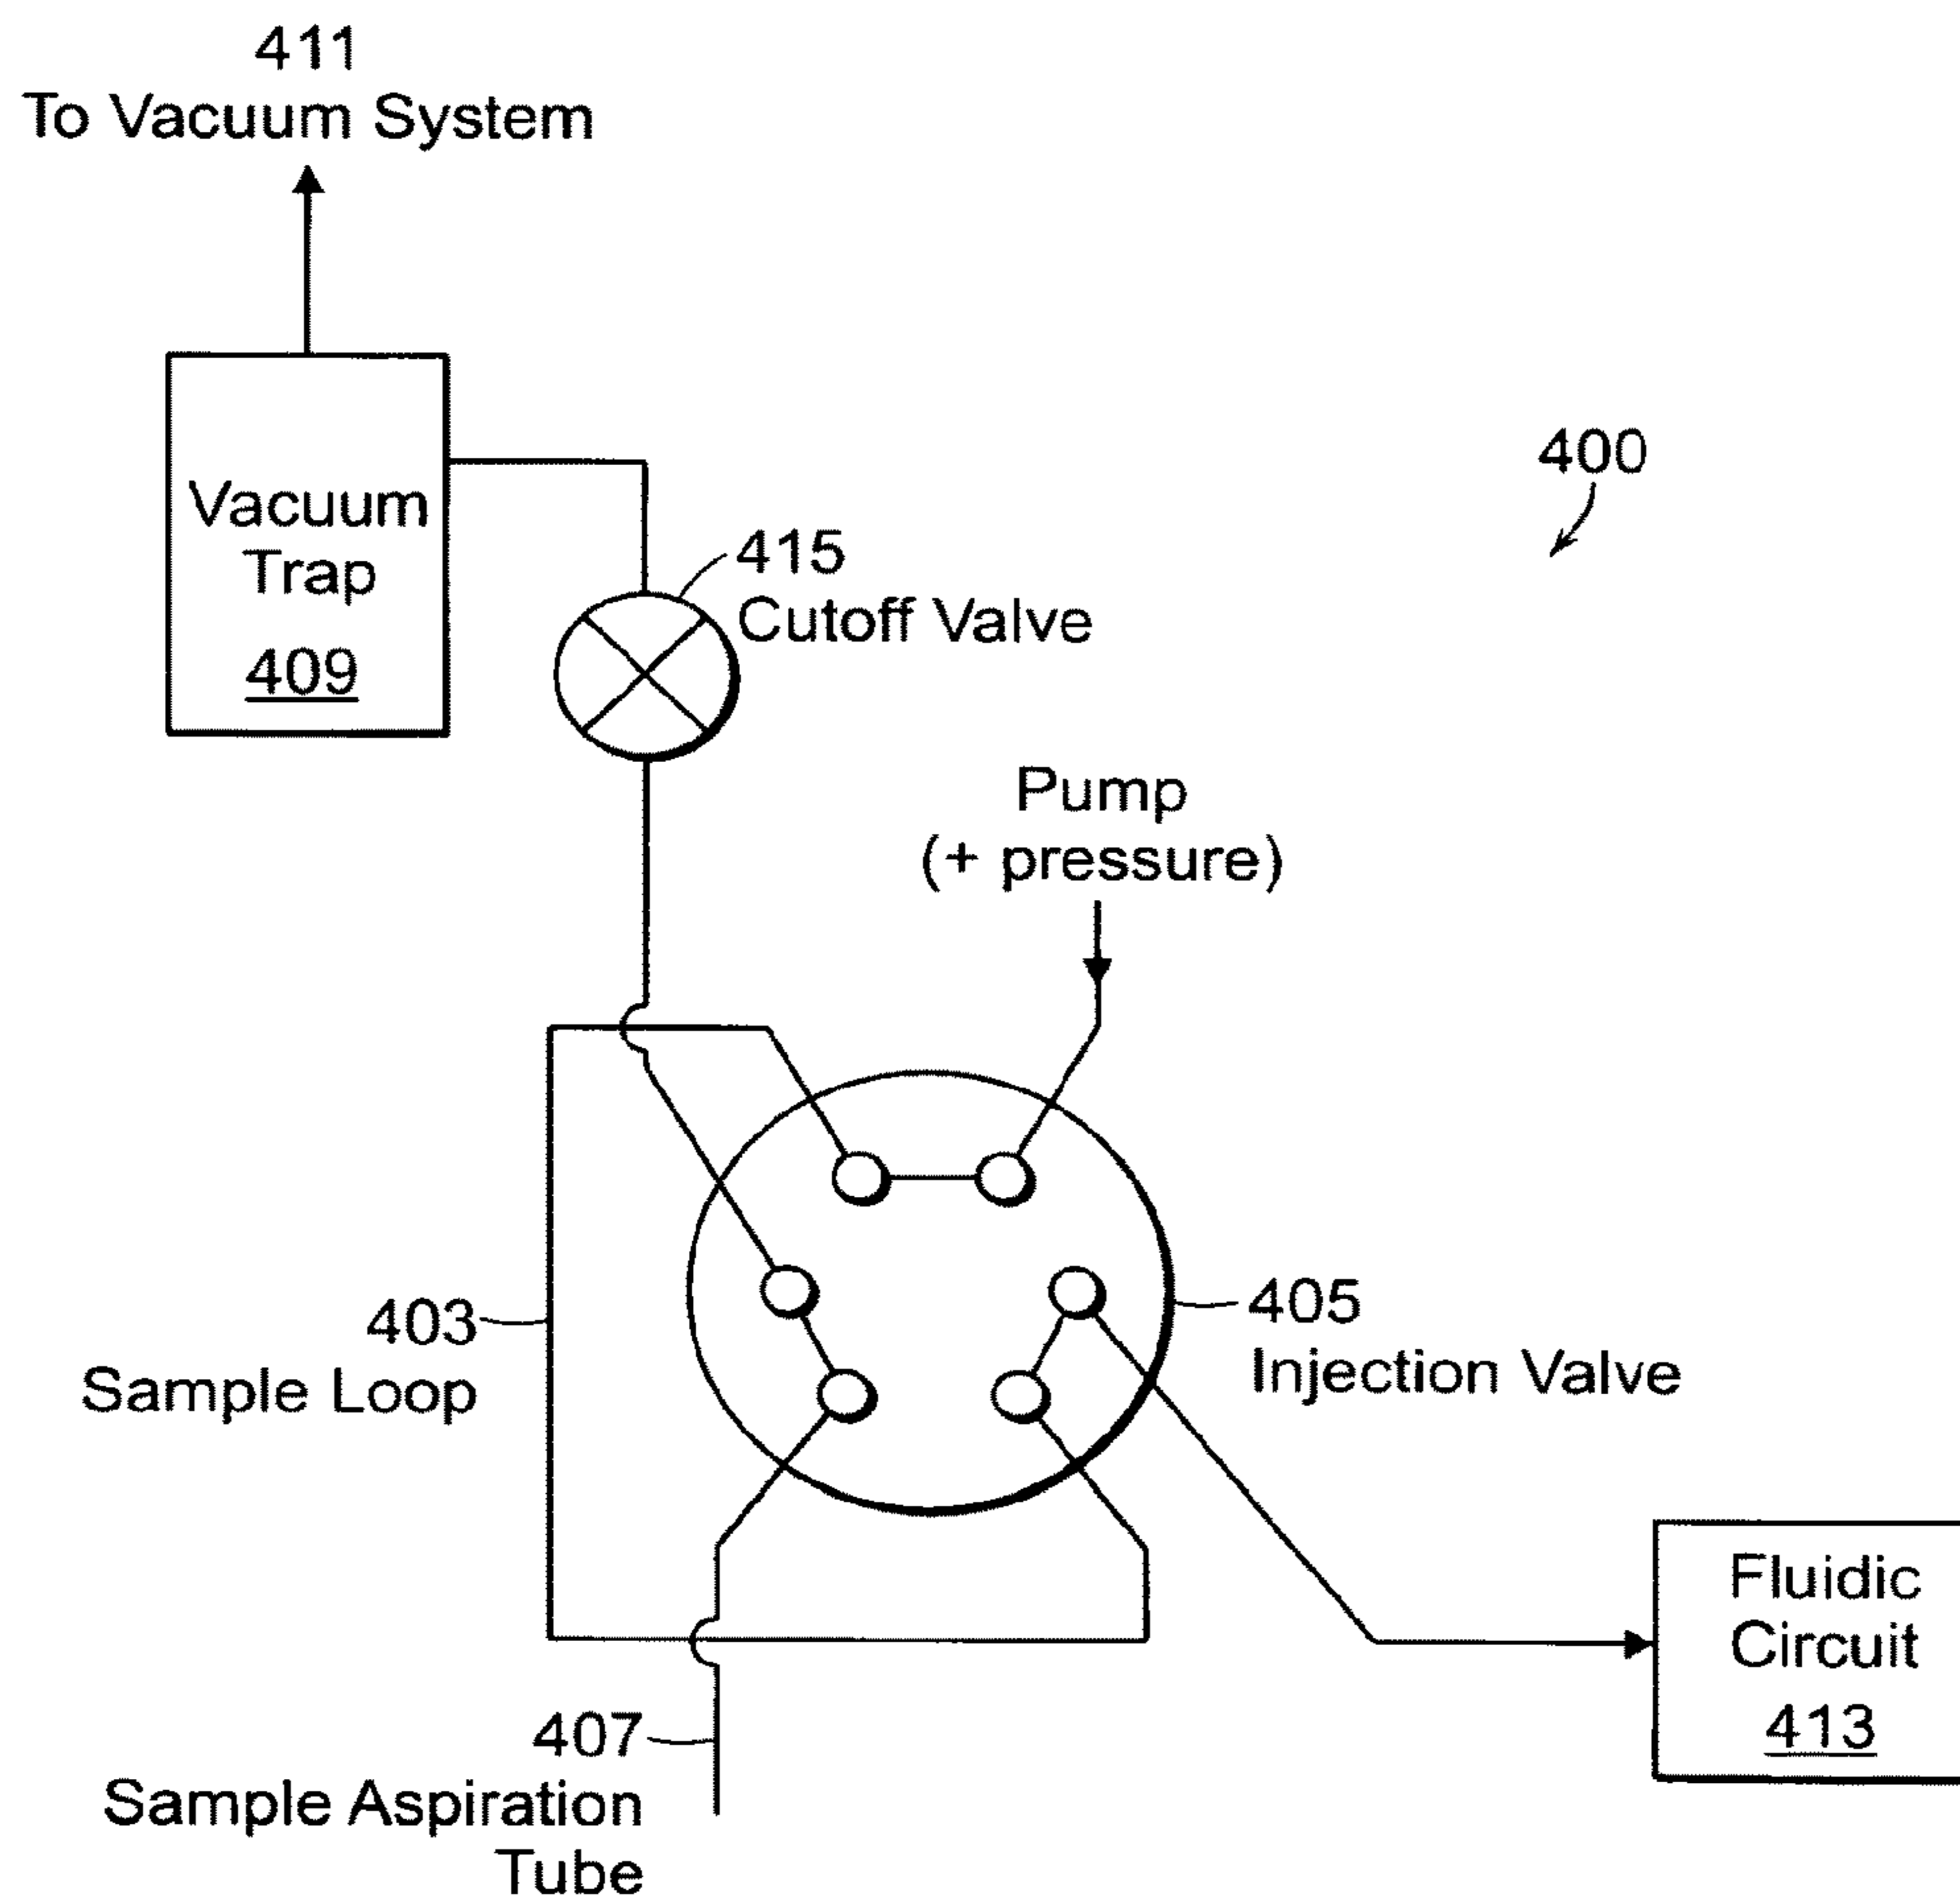 411
To Vacuum System
400
Vacuum
Trap
409
415
Cutoff Valve
Pump
(+ pressure)
403
Sample Loop
405
Injection Valve
407
Sample Aspiration
Tube
Fluidic
Circuit
413